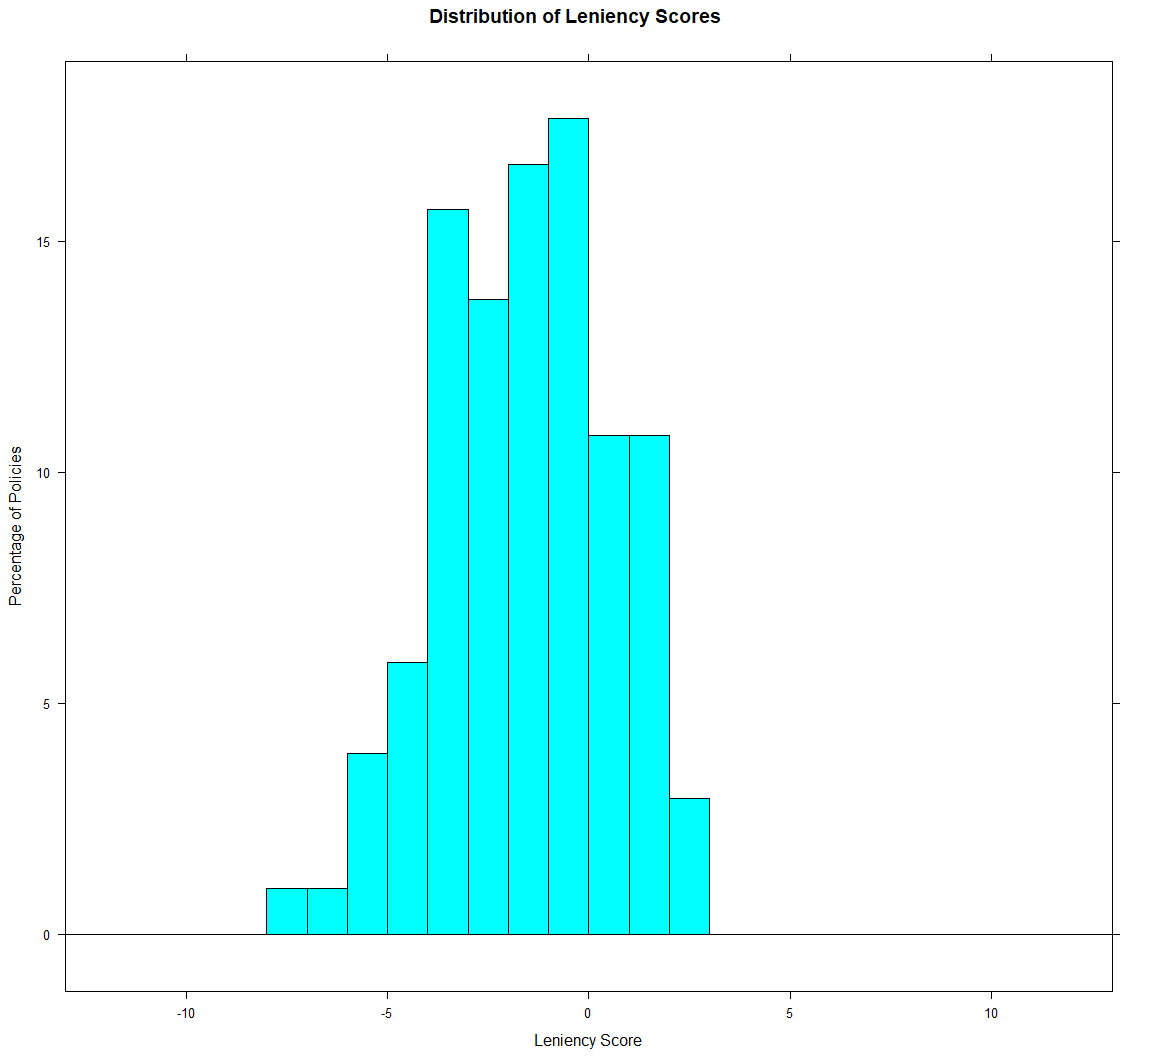 Distribution of Leniency Scores
15
10
5
0
Percentage of Policies
-10 -5 0 5 10
Leniency Score